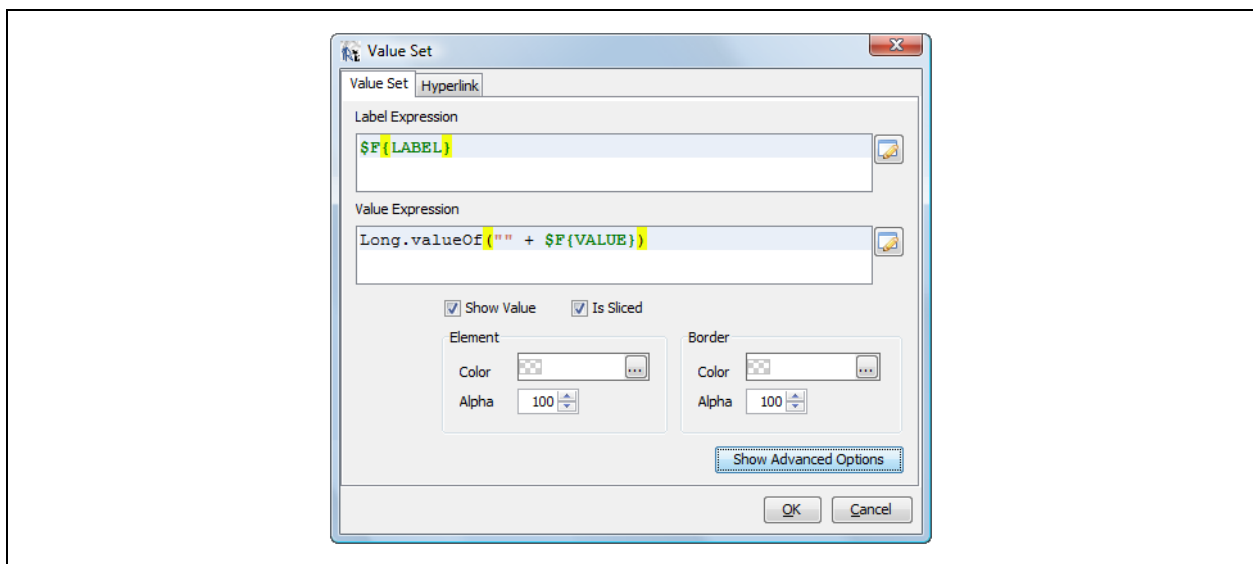 Value Set
Value Set Hyperlink
Label Expression
$F{LABEL}
Value Expression
Long.valueOf("" + $F{VALUE})
Show Value Is Sliced
Element Border
Color ... Color ...
Alpha 100 Alpha 100
Show Advanced Options
OK Cancel